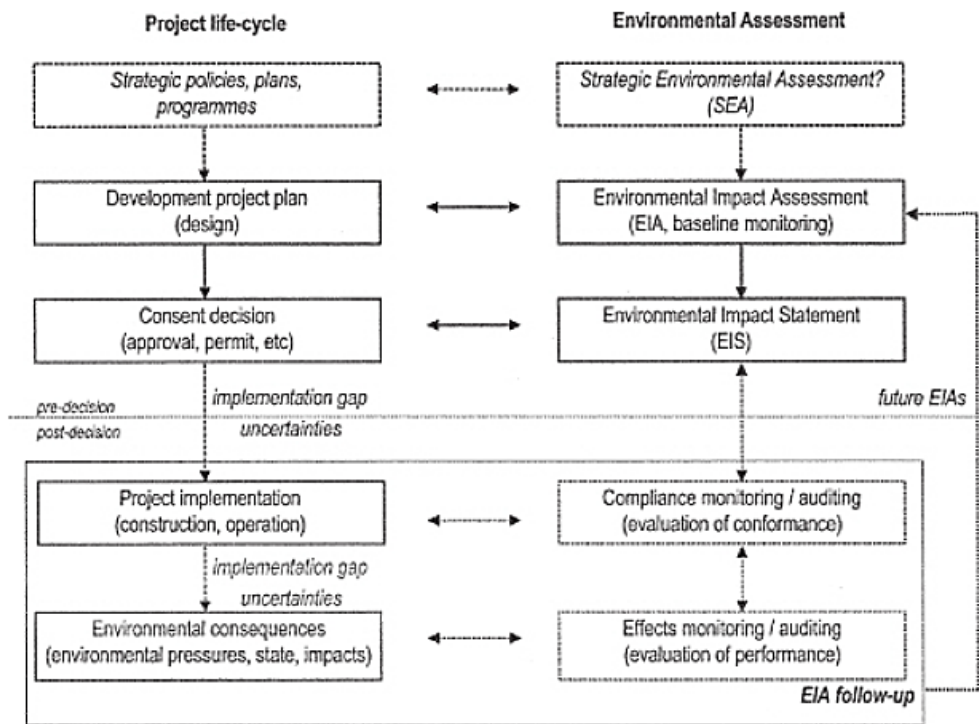 Project life-cycle
Environmental Assessment
Strategic policies, plans,
programmes
Strategic Environmental Assessment?
(SEA)
Development project plan
(design)
Environmental Impact Assessment
(EIA, baseline monitoring)
Consent decision
(approval, permit, etc)
Environmental Impact Statement
(EIS)
pre-decision
implementation gap
future EIAs
post-decision
uncertainties
Project implementation
(construction, operation)
Compliance monitoring / auditing
(evaluation of conformance)
implementation gap
uncertainties
Environmental consequences
(environmental pressures, state, impacts)
Effects monitoring / auditing
(evaluation of performance)
EIA follow-up